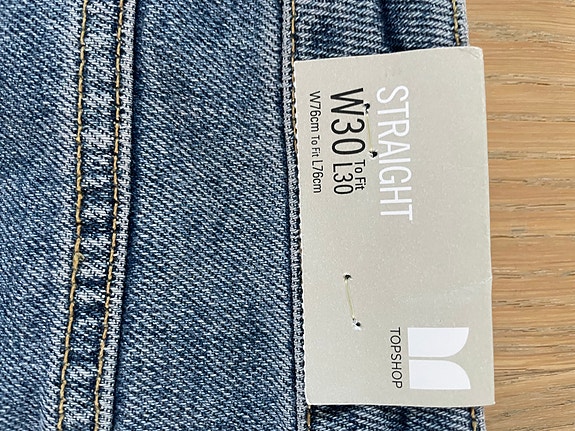 STRAIGHT
W30 To Fit L30
W76cm To Fit L76cm
TOPSHOP